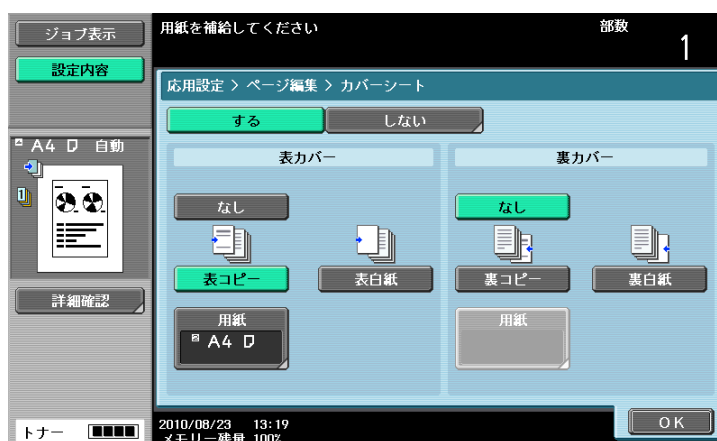 ジョブ表示
用紙を補給してください
部数
1
設定内容
応用設定 > ページ編集 > カバーシート
する
しない
A4 自動
表カバー
裏カバー
1
なし
なし
表コピー
表白紙
裏コピー
裏白紙
詳細確認
用紙
A4
用紙
トナー
2010/08/23 13:19
メモリー残量 100%
OK